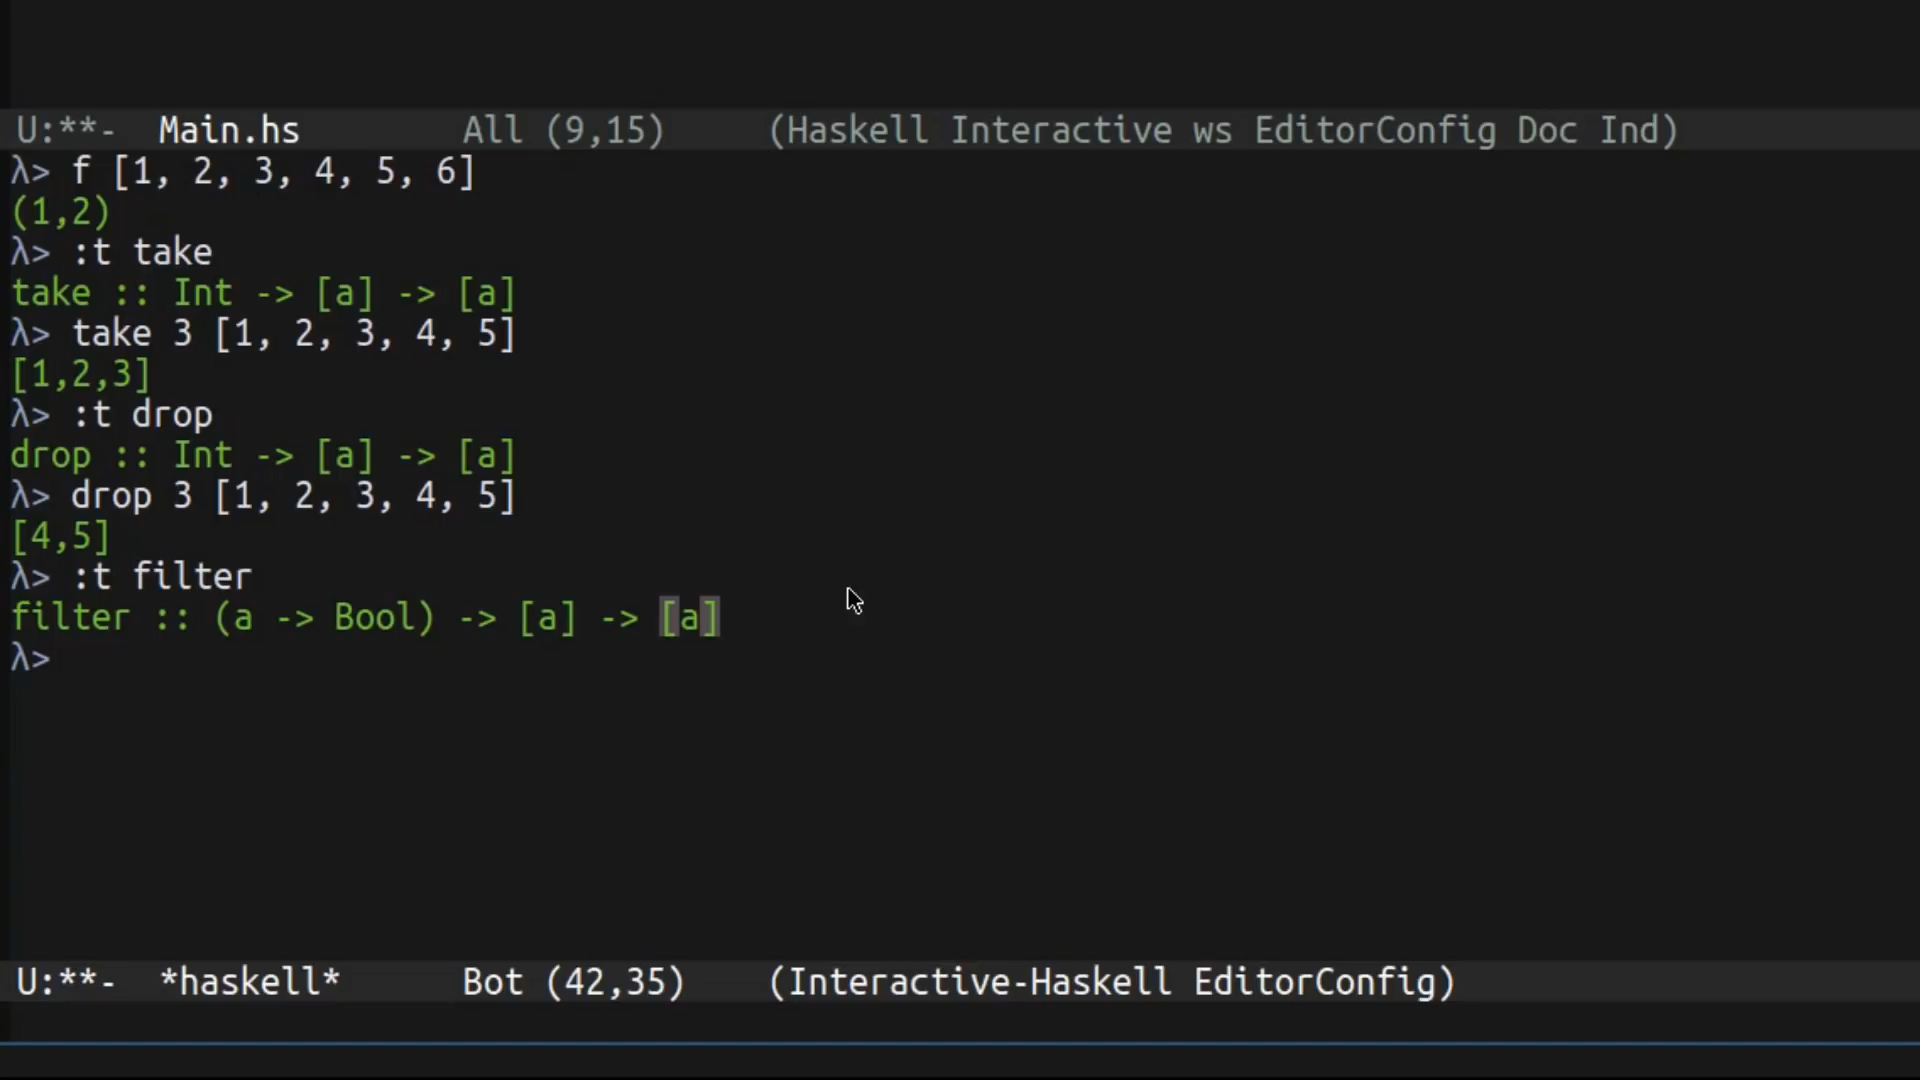 U:**-  Main.hs        All (9,15)     (Haskell Interactive ws EditorConfig Doc Ind)
λ> f [1, 2, 3, 4, 5, 6]
(1,2)
λ> :t take
take :: Int -> [a] -> [a]
λ> take 3 [1, 2, 3, 4, 5]
[1,2,3]
λ> :t drop
drop :: Int -> [a] -> [a]
λ> drop 3 [1, 2, 3, 4, 5]
[4,5]
λ> :t filter
filter :: (a -> Bool) -> [a] -> [a]
λ>
U:**-  *haskell*      Bot (42,35)    (Interactive-Haskell EditorConfig)